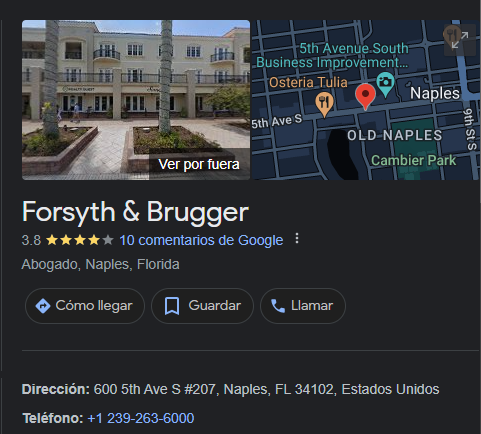 5th Avenue South
Business Improvement...
Osteria Tulia
Naples
5th Ave S
OLD NAPLES
9th St S
Cambier Park
Ver por fuera
Forsyth & Brugger
3.8 10 comentarios de Google
Abogado, Naples, Florida
Cómo llegar
Guardar
Llamar
Dirección: 600 5th Ave S #207, Naples, FL 34102, Estados Unidos
Teléfono: +1 239-263-6000